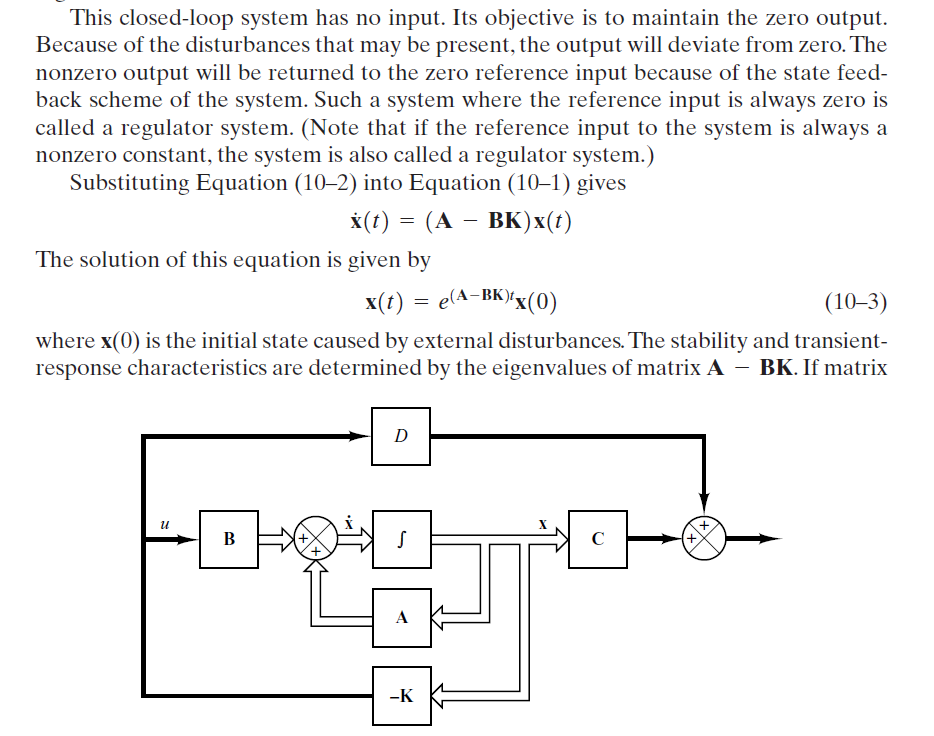 This closed-loop system has no input. Its objective is to maintain the zero output.
Because of the disturbances that may be present, the output will deviate from zero. The
nonzero output will be returned to the zero reference input because of the state feed-
back scheme of the system. Such a system where the reference input is always zero is
called a regulator system. (Note that if the reference input to the system is always a
nonzero constant, the system is also called a regulator system.)
Substituting Equation (10–2) into Equation (10–1) gives
ẋ(t) = (A − BK)x(t)
The solution of this equation is given by
x(t) = e^(A−BK)t x(0) (10–3)
where x(0) is the initial state caused by external disturbances. The stability and transient-
response characteristics are determined by the eigenvalues of matrix A − BK. If matrix
D
u
B
+
+
ẋ
∫
x
C
+
+
A
–K